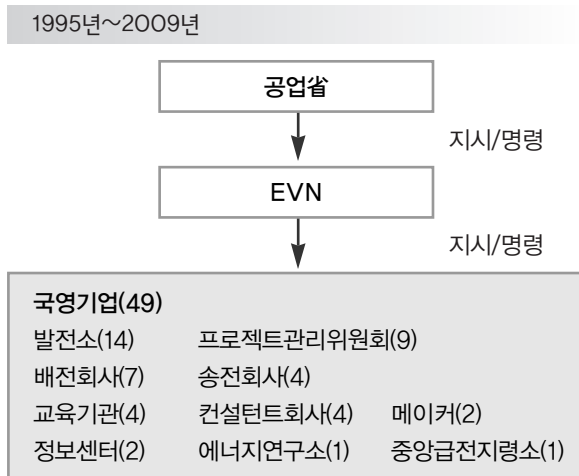 1995년~2009년
공업省
지시/명령
EVN
지시/명령
국영기업(49)
발전소(14) 프로젝트관리위원회(9)
배전회사(7) 송전회사(4)
교육기관(4) 컨설턴트회사(4) 메이커(2)
정보센터(2) 에너지연구소(1) 중앙급전지령소(1)